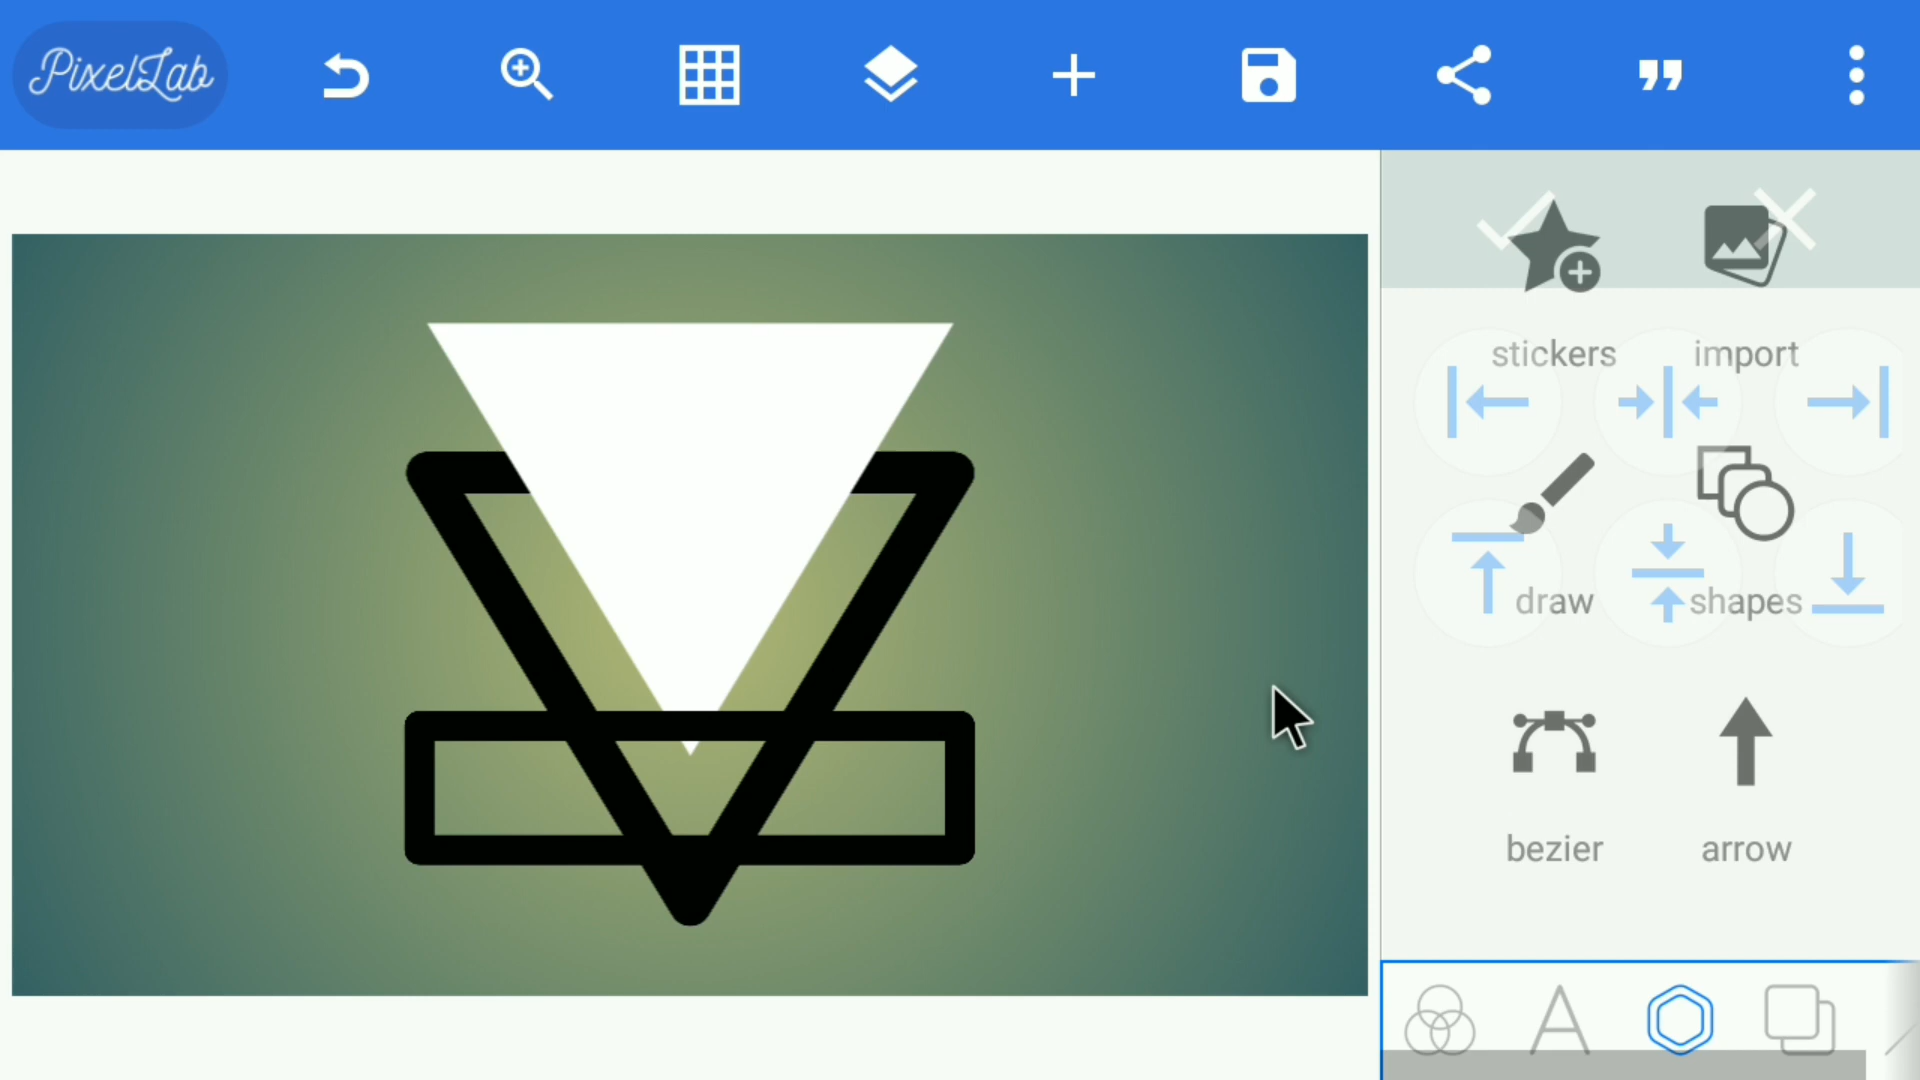 PixelLab
stickers
import
draw
shapes
bezier
arrow